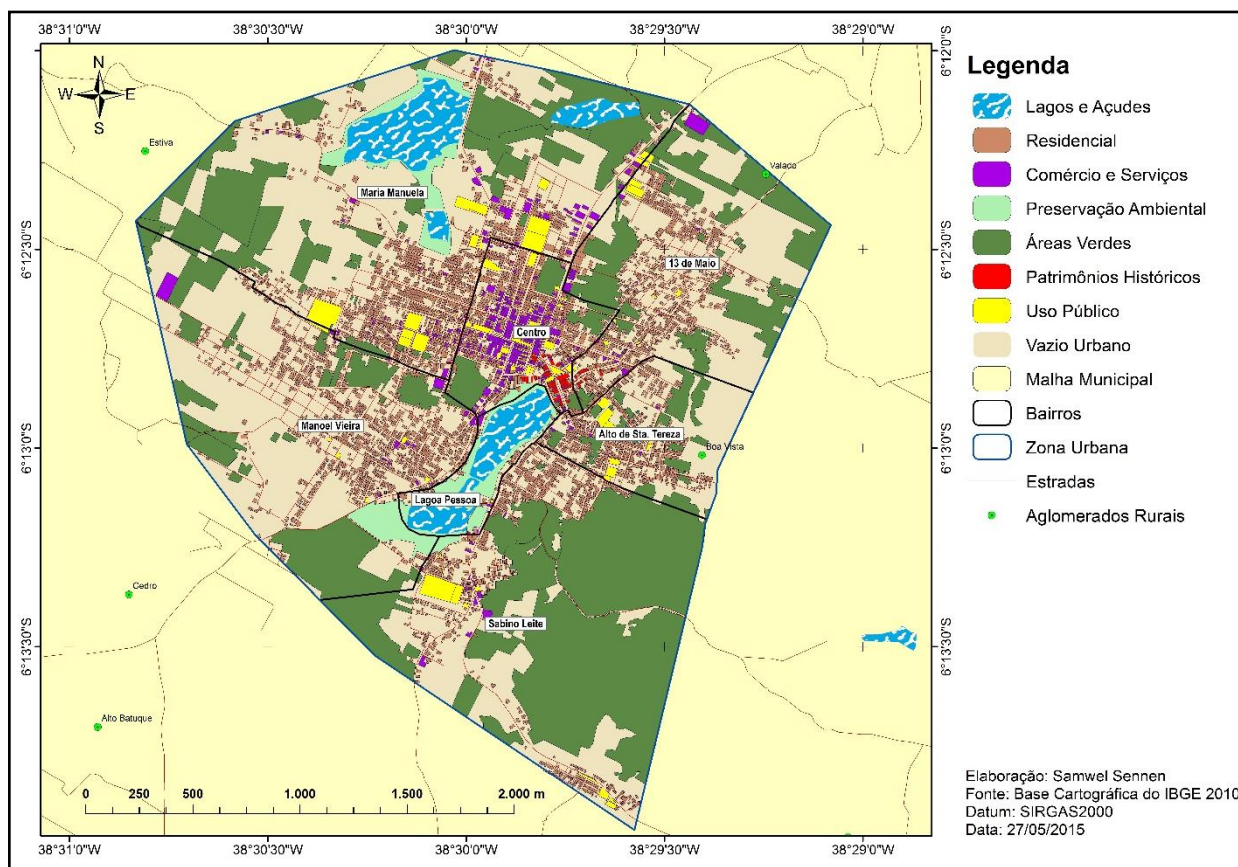 38°31'0"W 38°30'30"W 38°30'0"W 38°29'30"W 38°29'0"W
6°12'0"S 6°12'0"S
N
W E
S
Estiva
Valado
Maria Manuela
6°12'30"S 6°12'30"S
13 de Maio
Centro
Manoel Vieira
Alto de Sta. Tereza
6°13'0"S Boa Vista 6°13'0"S
Lagoa Pessoa
Cedro
Sabino Leite
6°13'30"S 6°13'30"S
Alto Batuque
0 250 500 1.000 1.500 2.000 m
38°31'0"W 38°30'30"W 38°30'0"W 38°29'30"W 38°29'0"W
Legenda
Lagos e Açudes
Residencial
Comércio e Serviços
Preservação Ambiental
Áreas Verdes
Patrimônios Históricos
Uso Público
Vazio Urbano
Malha Municipal
Bairros
Zona Urbana
Estradas
Aglomerados Rurais
Elaboração: Samwel Sennen
Fonte: Base Cartográfica do IBGE 2010
Datum: SIRGAS2000
Data: 27/05/2015